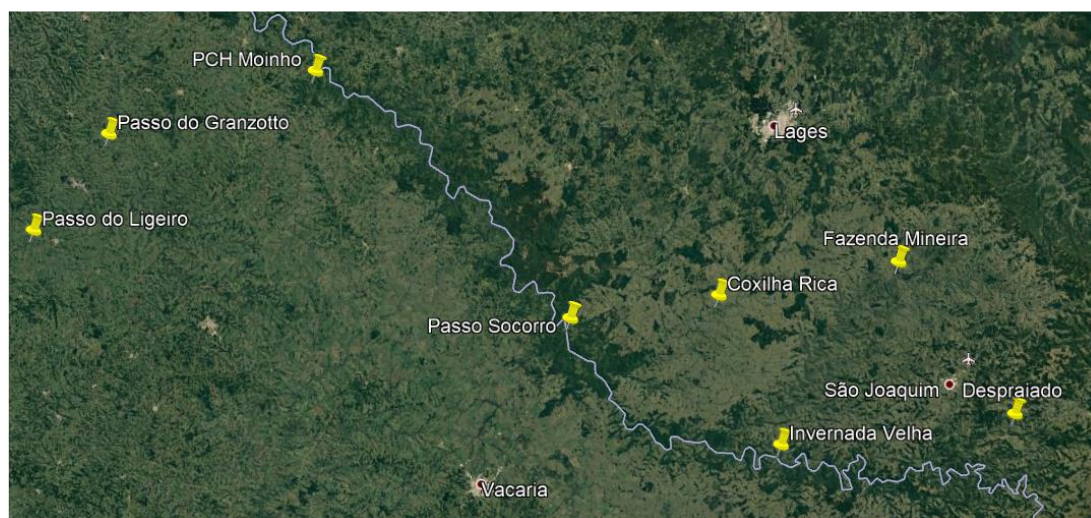 PCH Moinho
Passo do Granzotto
Lages
Passo do Ligeiro
Fazenda Mineira
Coxilha Rica
Passo Socorro
São Joaquim
Despraiado
Invernada Velha
Vacaria